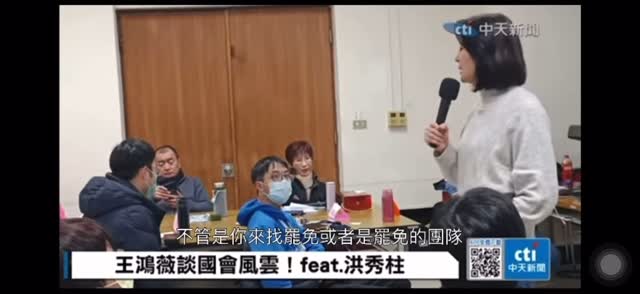 cti 中天新聞
不管是你來找罷免或者是罷免的團隊
王鴻薇談國會風雲！feat.洪秀柱
cti
中天新聞